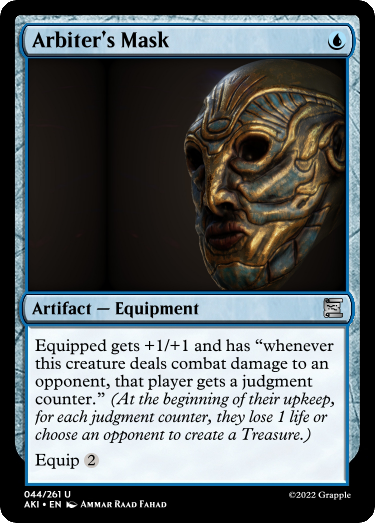 Arbiter's Mask
Artifact — Equipment
Equipped gets +1/+1 and has “whenever
this creature deals combat damage to an
opponent, that player gets a judgment
counter.” (At the beginning of their upkeep,
for each judgment counter, they lose 1 life or
choose an opponent to create a Treasure.)
Equip 2
044/261 U
AKI • EN Ammar Raad Fahad
©2022 Grapple